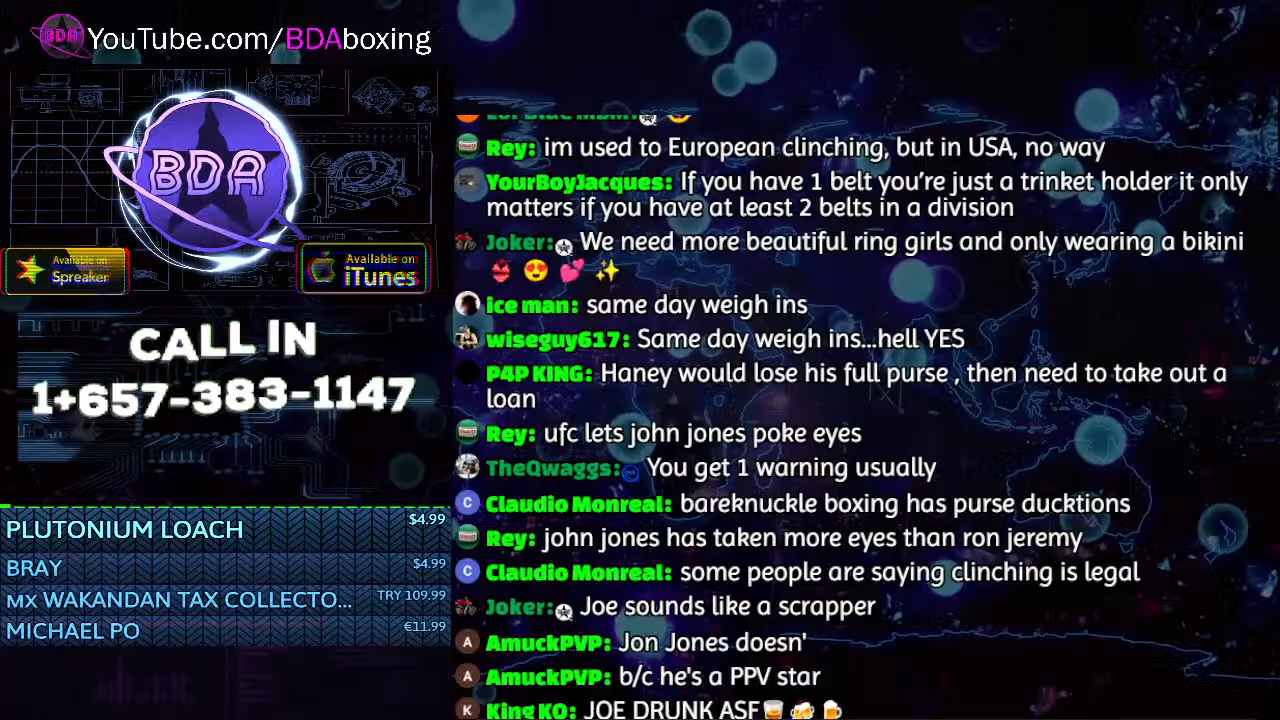 BDA YouTube.com/BDAboxing
BDA
Available on
Spreaker
Available on
iTunes
CALL IN
1+657-383-1147
PLUTONIUM LOACH $4.99
BRAY $4.99
MX WAKANDAN TAX COLLECTO... TRY 109.99
MICHAEL PO €11.99
Rey: im used to European clinching, but in USA, no way
YourBoyJacques: If you have 1 belt you're just a trinket holder it only
matters if you have at least 2 belts in a division
Joker: We need more beautiful ring girls and only wearing a bikini
👙 😍 💕 ✨
ice man: same day weigh ins
wiseguy617: Same day weigh ins...hell YES
P4P KING: Haney would lose his full purse , then need to take out a
loan
Rey: ufc lets john jones poke eyes
TheQwaggs: You get 1 warning usually
C Claudio Monreal: bareknuckle boxing has purse ducktions
Rey: john jones has taken more eyes than ron jeremy
C Claudio Monreal: some people are saying clinching is legal
Joker: Joe sounds like a scrapper
A AmuckPVP: Jon Jones doesn'
A AmuckPVP: b/c he's a PPV star
K King KO: JOE DRUNK ASF🥃 🍻 🍺